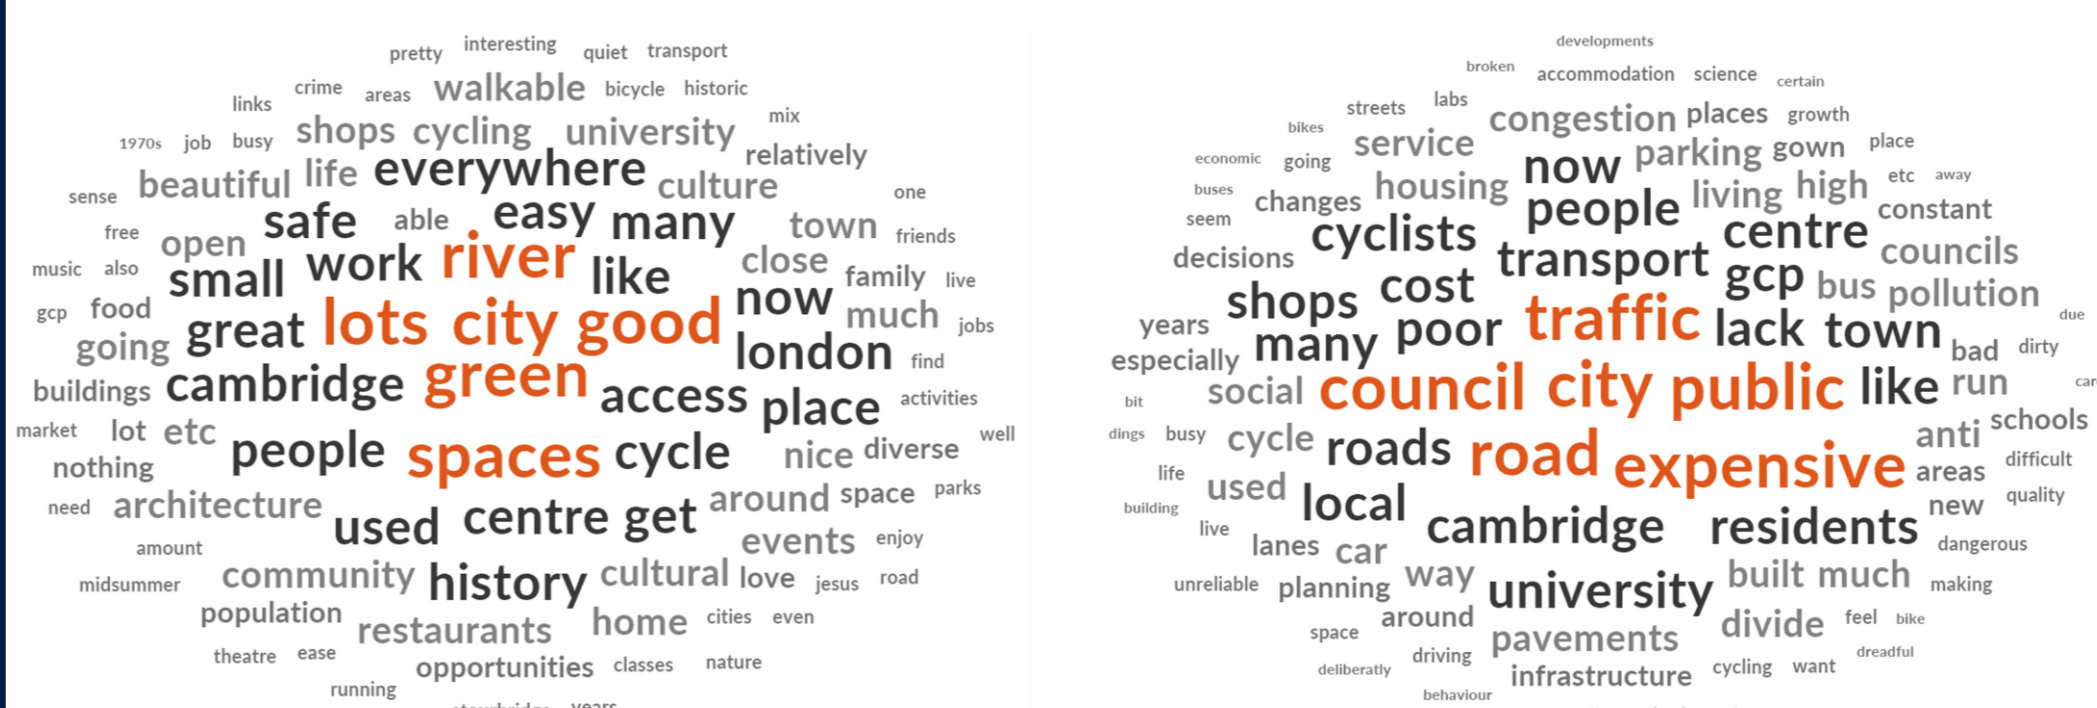 pretty interesting quiet transport
crime areas walkable bicycle historic
links
mix
shops cycling university
1970s job busy
relatively
beautiful life everywhere culture
sense
one
safe able easy many town
free open
friends
music also small work river like close family live
gcp food
going great lots city good now much jobs
london find
buildings cambridge green access place activities
market lot etc
people spaces cycle nice diverse well
nothing
need architecture used centre get around space parks
amount
events enjoy
midsummer community history cultural love jesus road
population
restaurants home cities even
theatre ease opportunities classes nature
running
years
developments
broken accommodation science certain
streets labs
congestion places growth
bikes service now parking gown place
economic going
buses changes housing people living high etc away
seem
cyclists centre constant
decisions transport councils
shops cost gcp bus pollution
years many poor traffic lack town due
especially bad dirty
social council city public like run car
bit
dings busy cycle roads road expensive anti schools
life used areas difficult
building local new quality
live lanes car cambridge residents dangerous
unreliable planning way university built much making
space around pavements divide feel bike
deliberatly driving infrastructure cycling want dreadful
behaviour